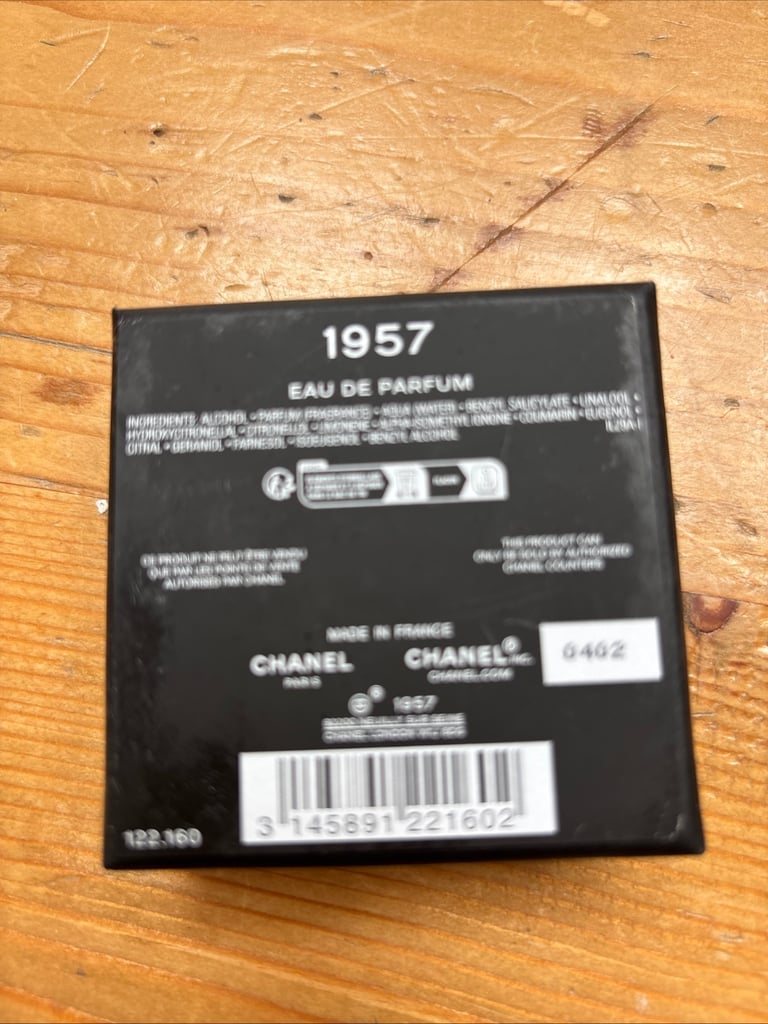 1957
EAU DE PARFUM
INGREDIENTS: ALCOHOL • PARFUM FRAGRANCE • AQUA WATER • BENZYL SALICYLATE • LINALOOL •
HYDROXYCITRONELLAL • CITRONELLOL • LIMONENE • ALPHA-ISOMETHYL IONONE • COUMARIN • EUGENOL •
CITRAL • GERANIOL • FARNESOL • ISOEUGENOL • BENZYL ALCOHOL
CE PRODUIT NE PEUT ÊTRE VENDU
QUE PAR LES POINTS DE VENTE
AUTORISÉS PAR CHANEL
THIS PRODUCT CAN
ONLY BE SOLD BY AUTHORIZED
CHANEL COUNTERS
MADE IN FRANCE
CHANEL
PARIS
CHANEL® INC.
CHANEL.COM
0402
® 1957
CHANEL LONDON
3 145891 221602
122.160